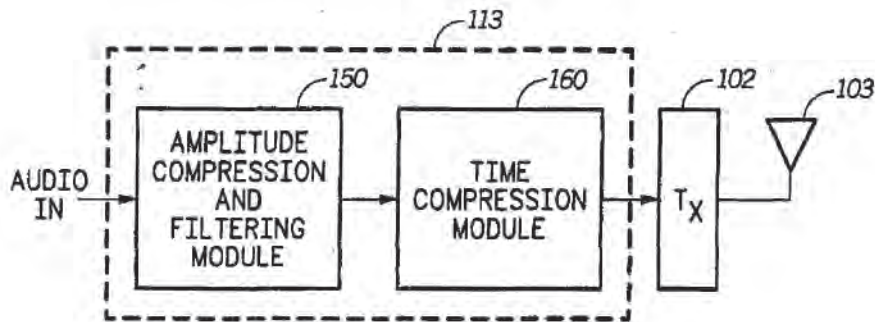 113
150
160
102
103
AUDIO
IN
AMPLITUDE
COMPRESSION
AND
FILTERING
MODULE
TIME
COMPRESSION
MODULE
TX